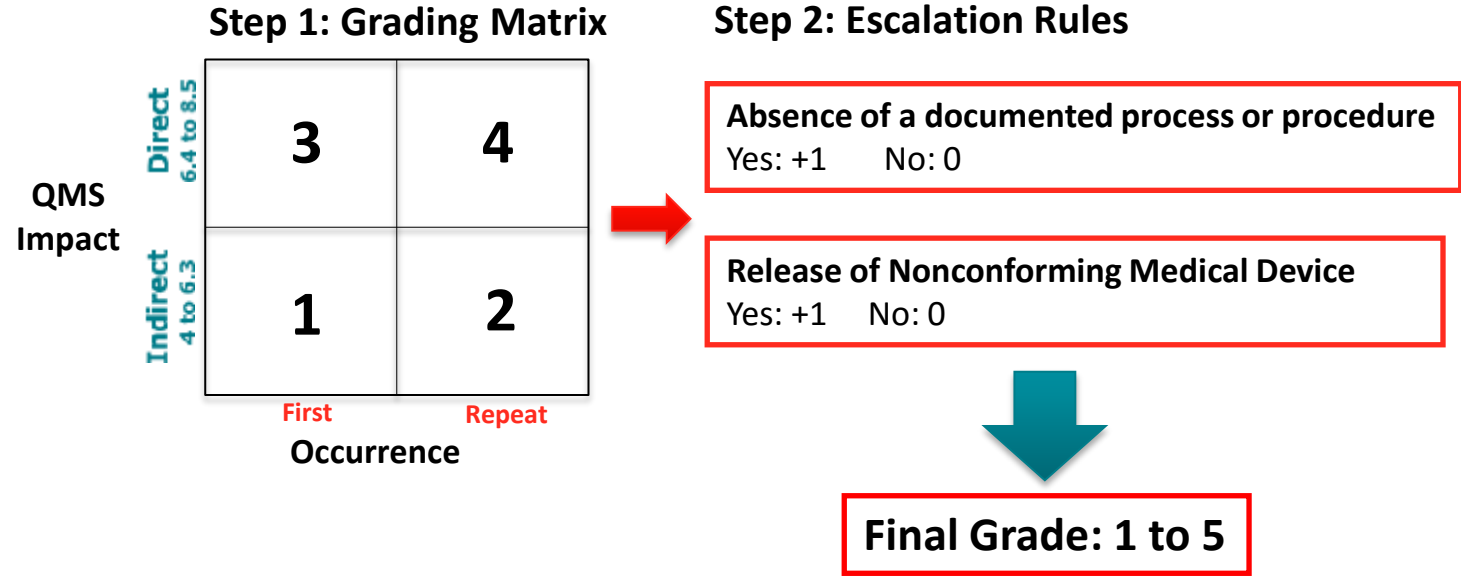 Step 1: Grading Matrix
Step 2: Escalation Rules
QMS
Impact
Direct
6.4 to 8.5
3
4
Indirect
4 to 6.3
1
2
First
Repeat
Occurrence
Absence of a documented process or procedure
Yes: +1 No: 0
Release of Nonconforming Medical Device
Yes: +1 No: 0
Final Grade: 1 to 5